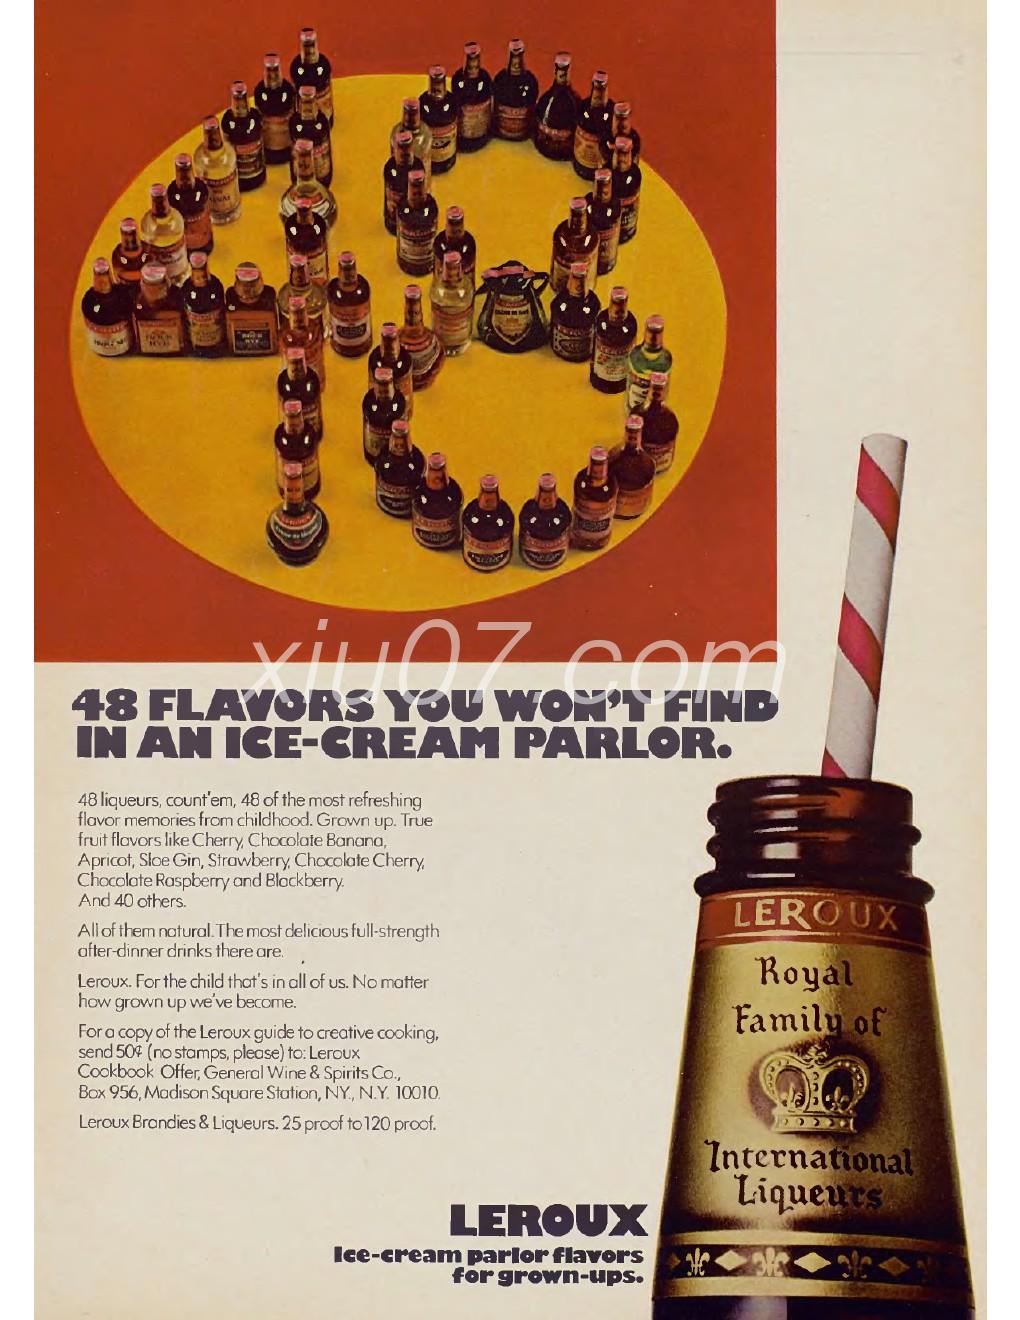 xiu07.com
48 FLAVORS YOU WON'T FIND
IN AN ICE-CREAM PARLOR.
48 liqueurs, count'em, 48 of the most refreshing
flavor memories from childhood. Grown up. True
fruit flavors like Cherry, Chocolate Banana,
Apricot, Sloe Gin, Strawberry, Chocolate Cherry,
Chocolate Raspberry and Blackberry.
And 40 others.
All of them natural. The most delicious full-strength
after-dinner drinks there are.
Leroux. For the child that's in all of us. No matter
how grown up we've become.
For a copy of the Leroux guide to creative cooking,
send 50¢ (no stamps, please) to: Leroux
Cookbook Offer, General Wine & Spirits Co.,
Box 956, Madison Square Station, N.Y., N.Y. 10010.
Leroux Brandies & Liqueurs. 25 proof to 120 proof.
LEROUX
Ice-cream parlor flavors
for grown-ups.
LEROUX
Royal
Family of
International
Liqueurs